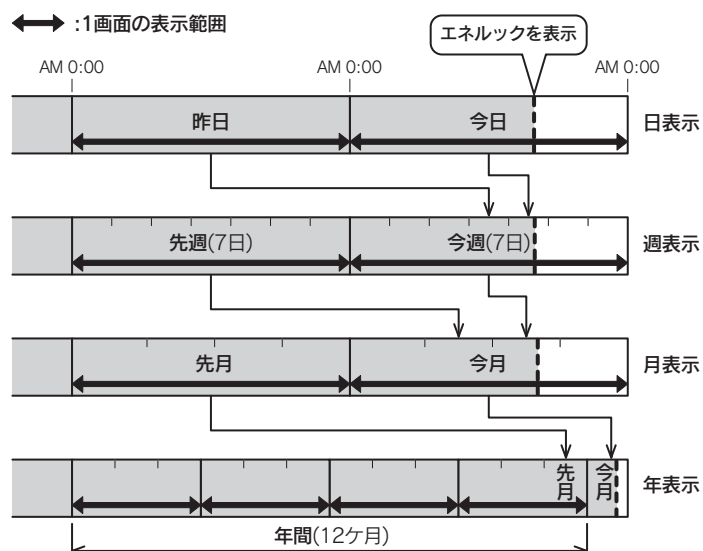 :1画面の表示範囲
エネルックを表示
AM 0:00 AM 0:00 AM 0:00
昨日 今日 日表示
先週(7日) 今週(7日) 週表示
先月 今月 月表示
先月 今月 年表示
年間(12ケ月)